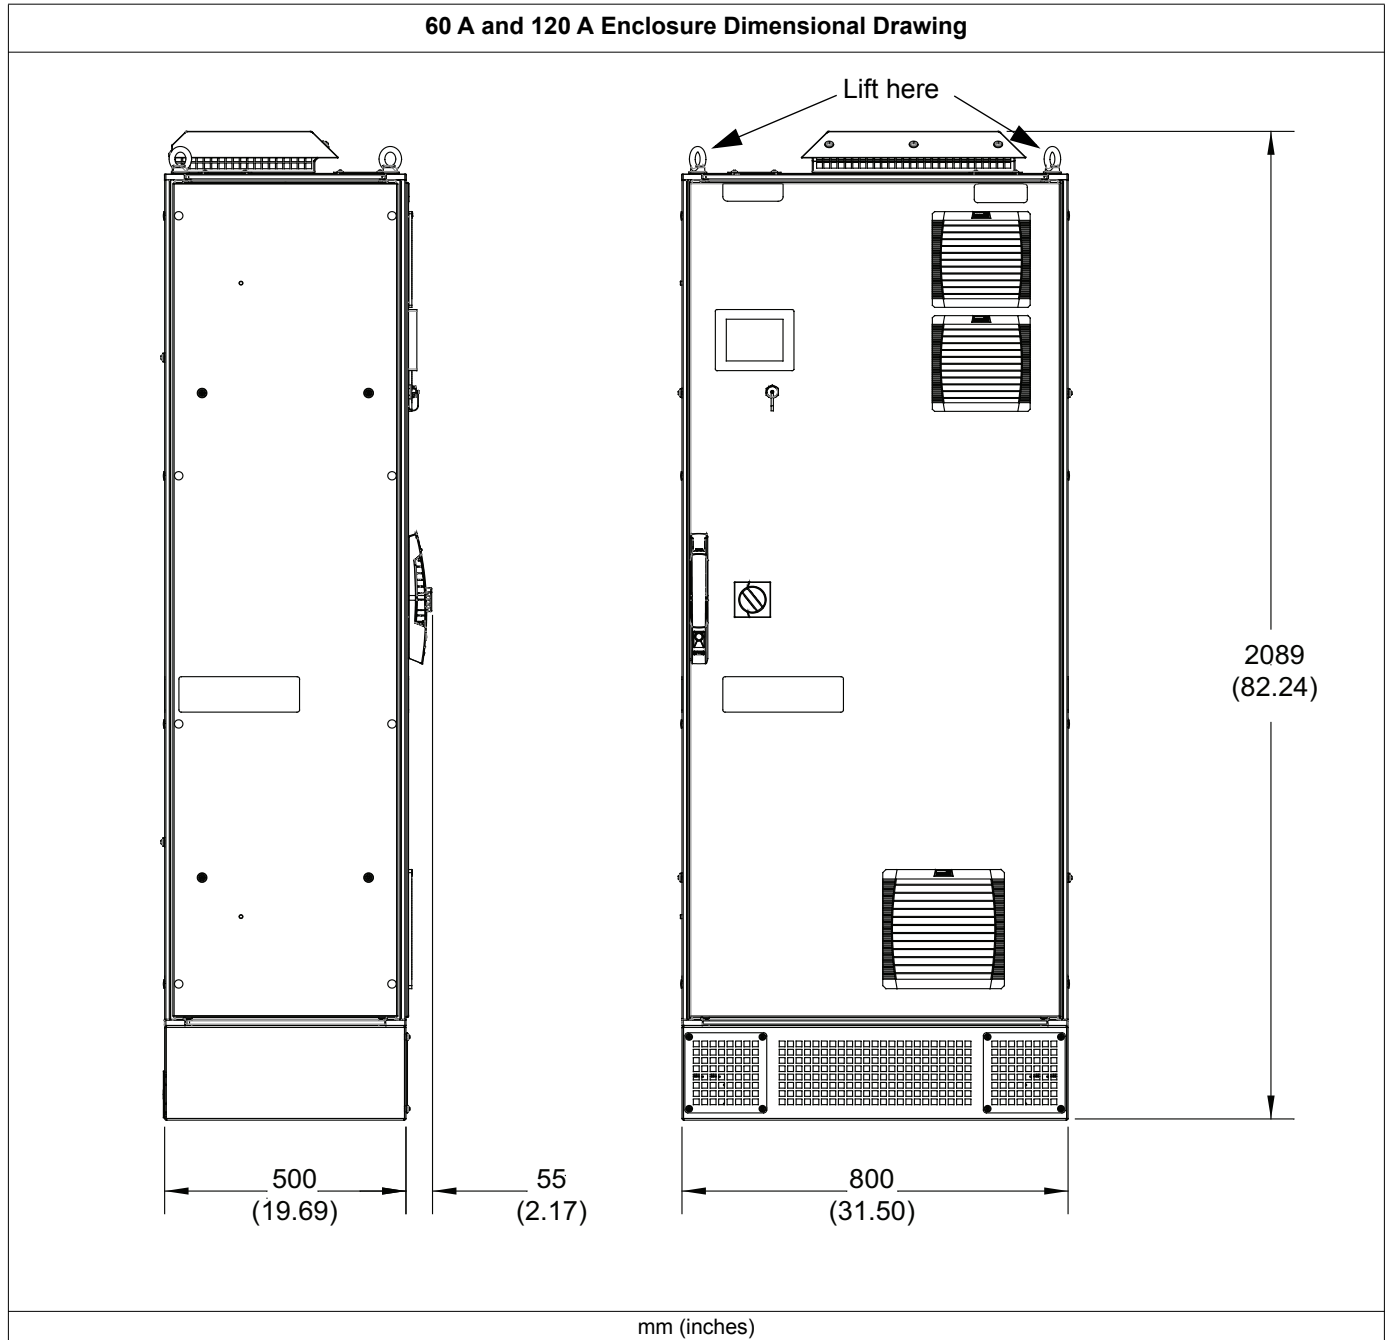 60 A and 120 A Enclosure Dimensional Drawing
Lift here
2089
(82.24)
500
(19.69)
55
(2.17)
800
(31.50)
mm (inches)